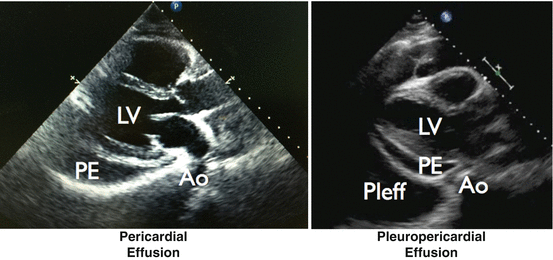 P
LV
PE
Ao
Pericardial
Effusion
LV
PE
Pleff
Ao
Pleuropericardial
Effusion